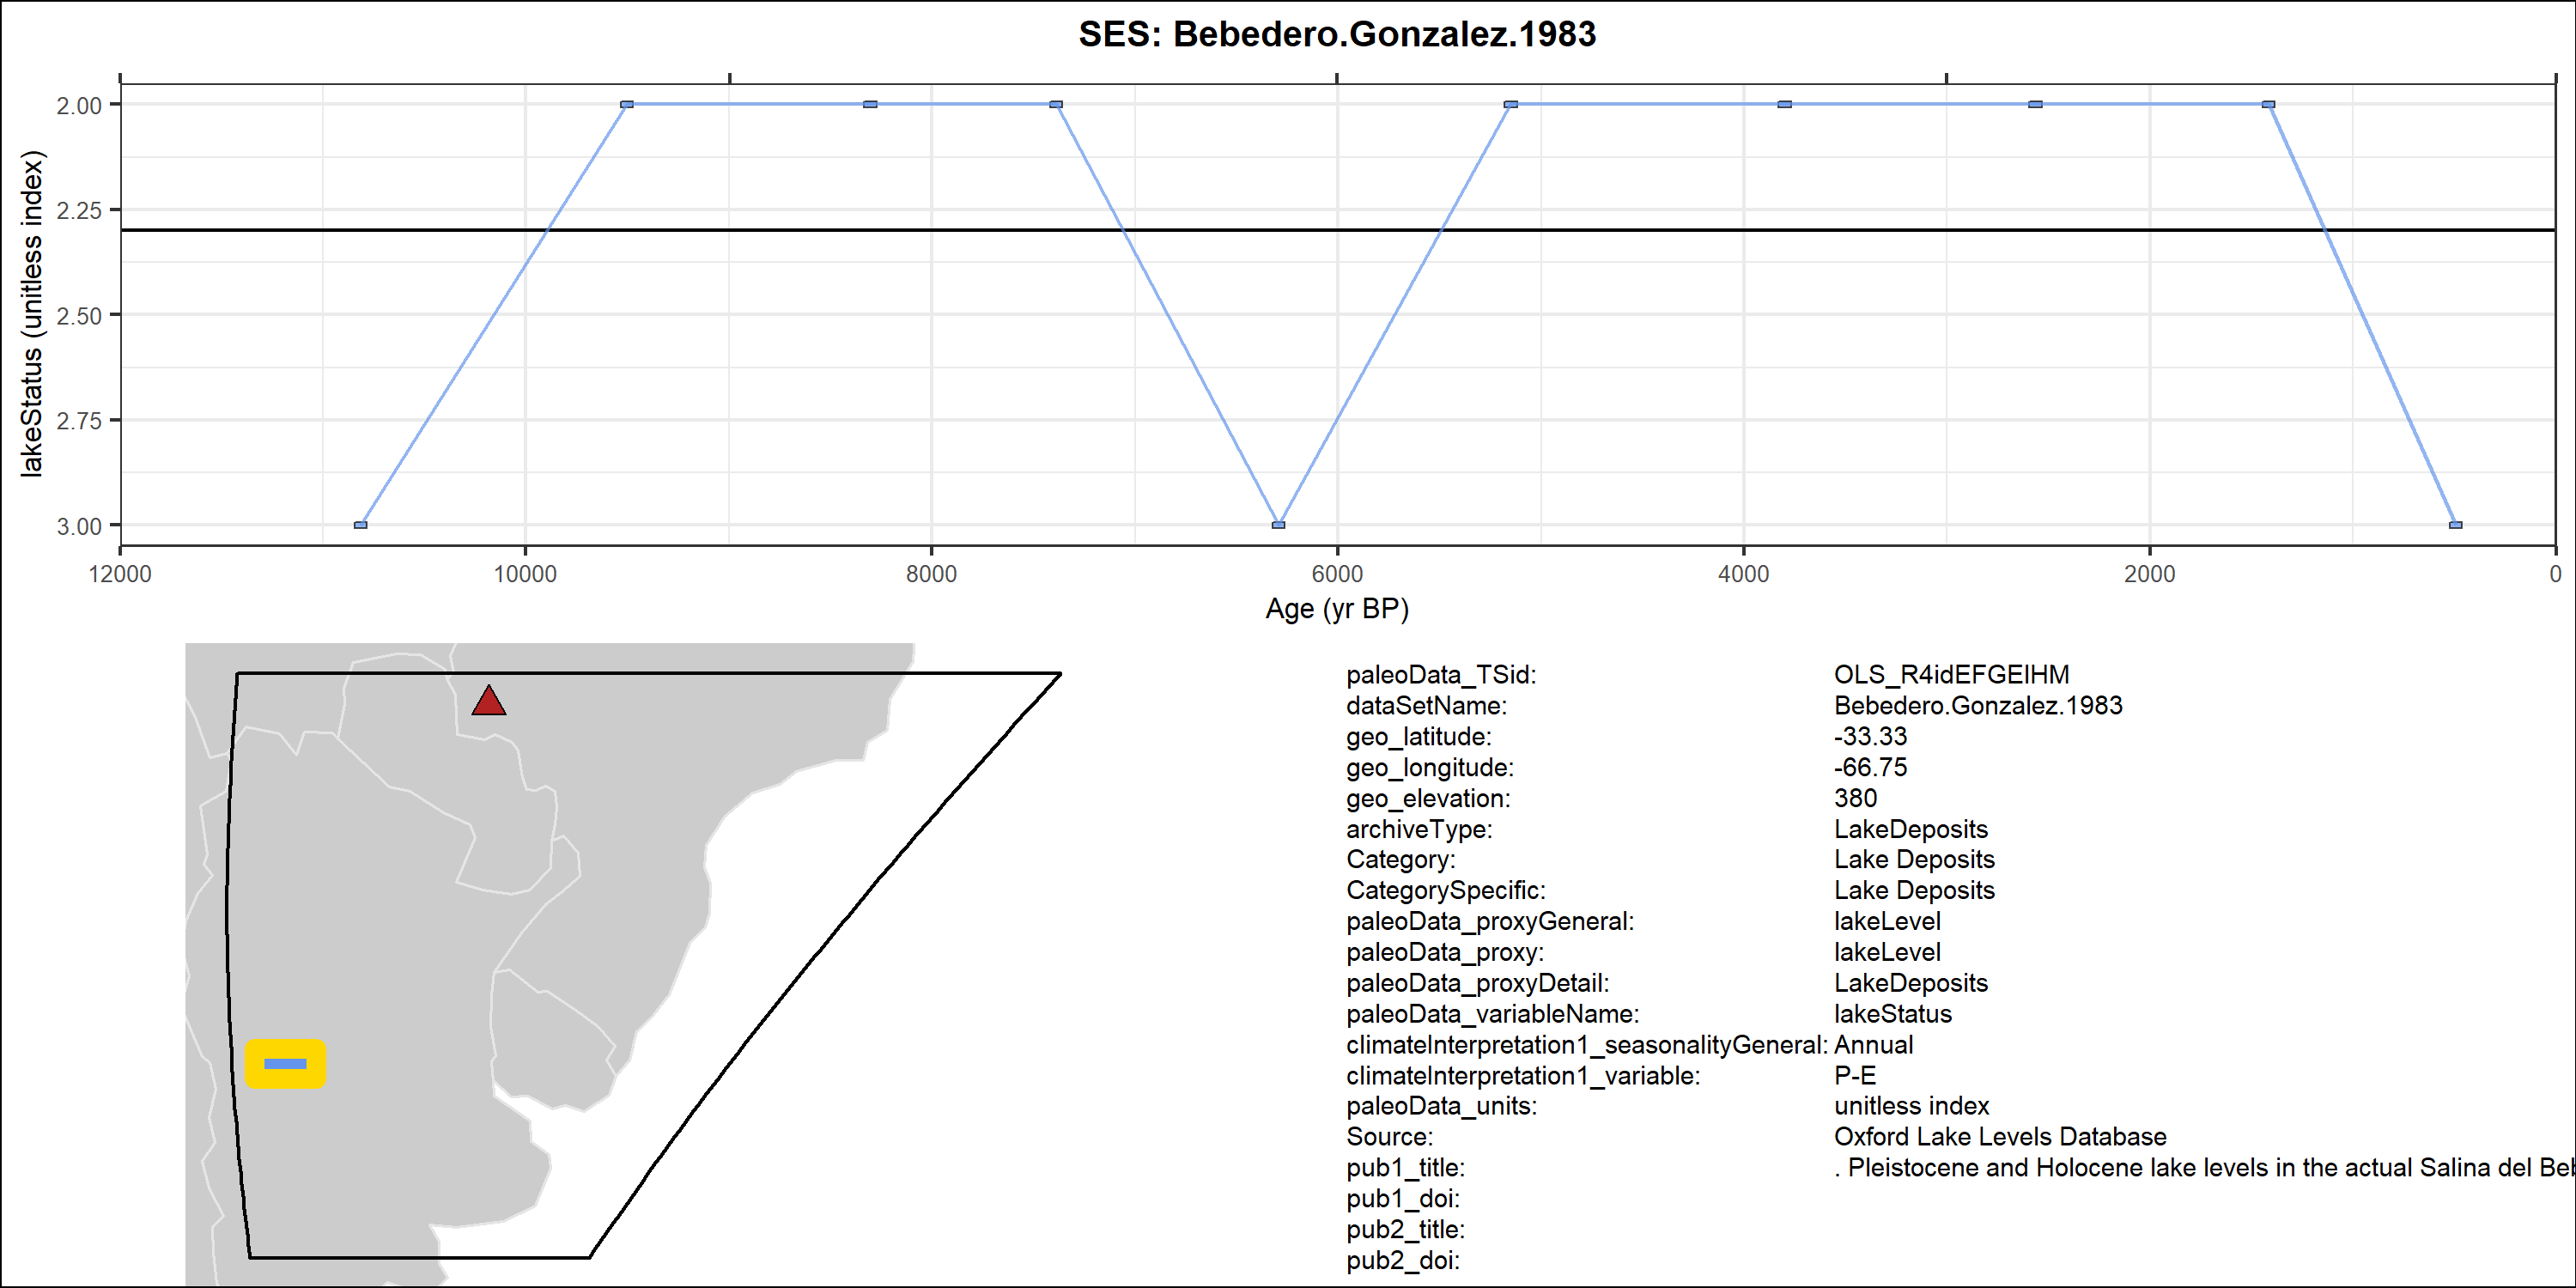 SES: Bebedero.Gonzalez.1983
lakeStatus (unitless index)
2.00
2.25
2.50
2.75
3.00
12000 10000 8000 6000 4000 2000 0
Age (yr BP)
paleoData_TSid: OLS_R4idEFGEIHM
dataSetName: Bebedero.Gonzalez.1983
geo_latitude: -33.33
geo_longitude: -66.75
geo_elevation: 380
archiveType: LakeDeposits
Category: Lake Deposits
CategorySpecific: Lake Deposits
paleoData_proxyGeneral: lakeLevel
paleoData_proxy: lakeLevel
paleoData_proxyDetail: LakeDeposits
paleoData_variableName: lakeStatus
climateInterpretation1_seasonalityGeneral: Annual
climateInterpretation1_variable: P-E
paleoData_units: unitless index
Source: Oxford Lake Levels Database
pub1_title: . Pleistocene and Holocene lake levels in the actual Salina del
pub1_doi:
pub2_title:
pub2_doi: